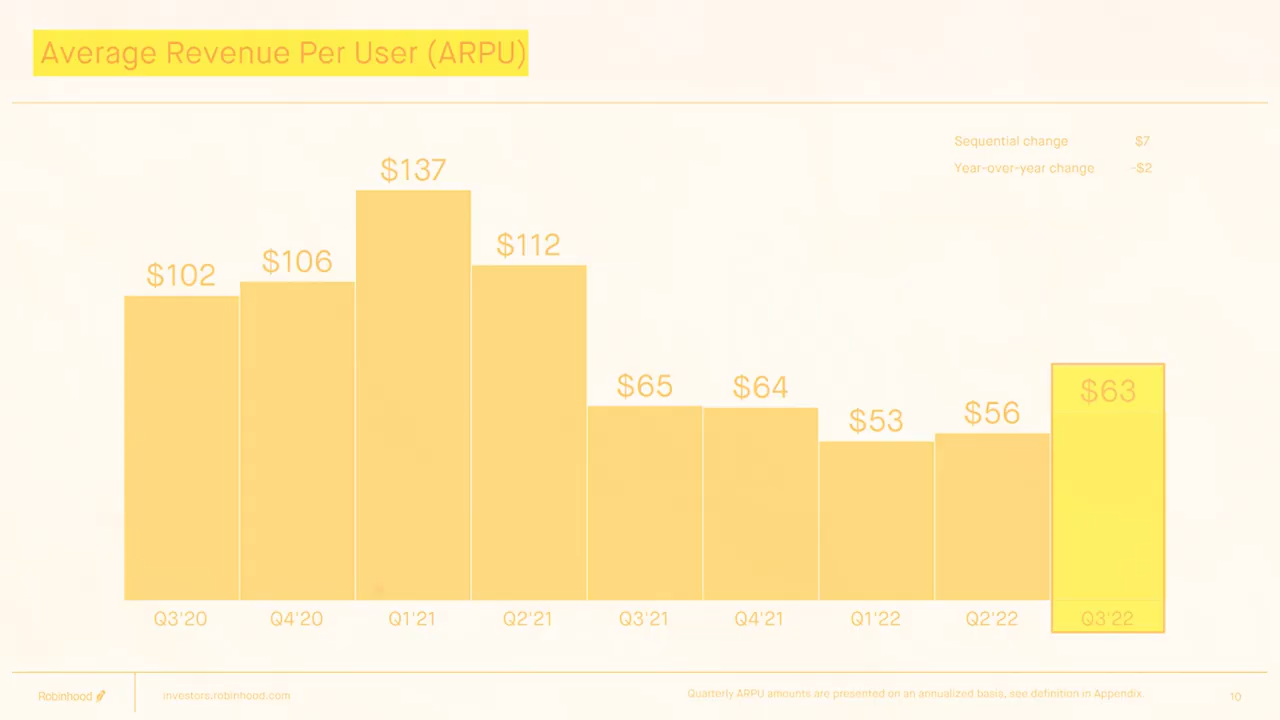 Average Revenue Per User (ARPU)
Sequential change $7
Year-over-year change -$2
$137
$112
$106
$102
$65
$64
$53
$56
$63
Q3'20 Q4'20 Q1'21 Q2'21 Q3'21 Q4'21 Q1'22 Q2'22 Q3'22
Robinhood
investors.robinhood.com
Quarterly ARPU amounts are presented on an annualized basis, see definition in Appendix.
10